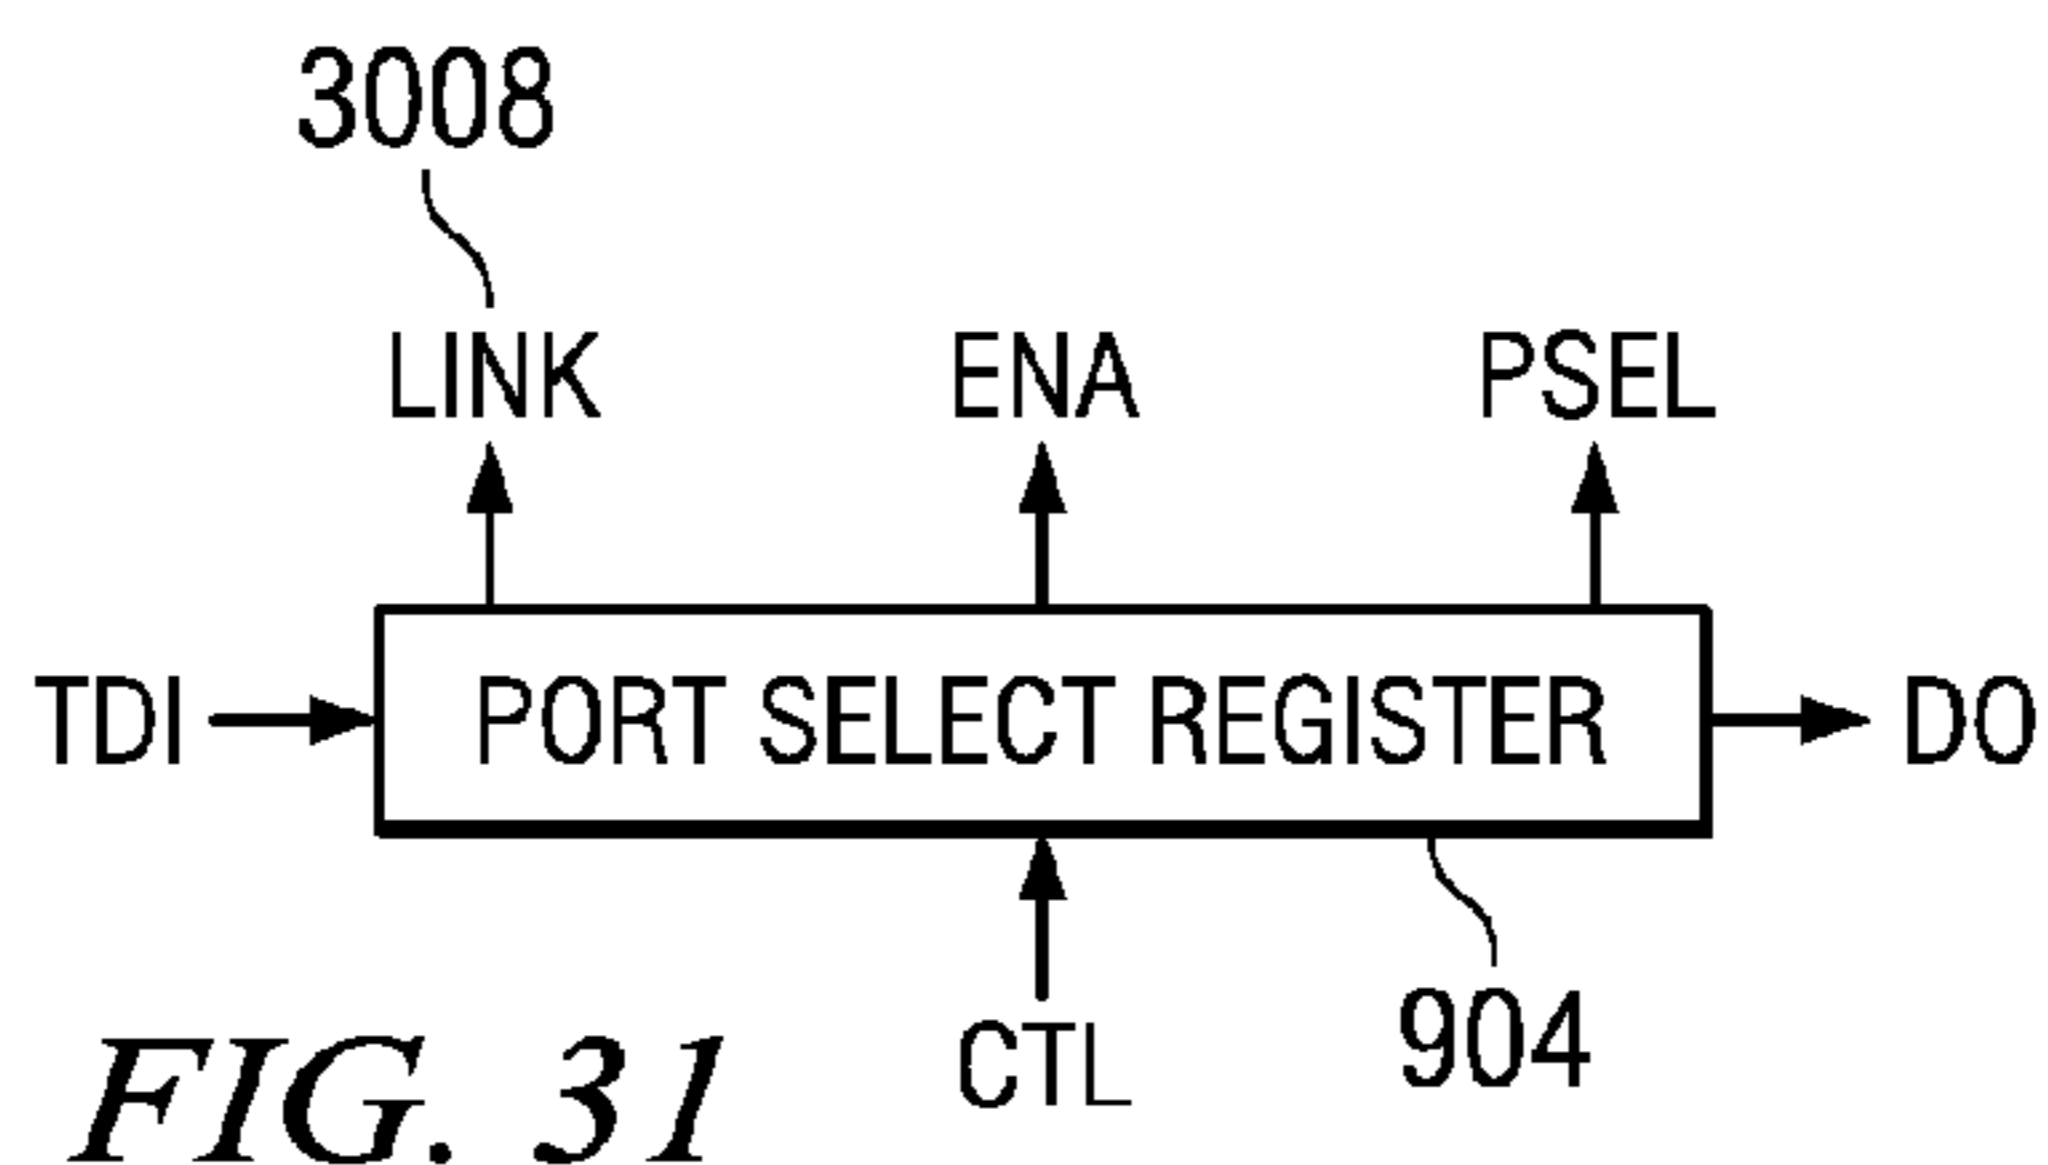 3008
LINK ENA PSEL
TDI PORT SELECT REGISTER DO
CTL 904
FIG. 31